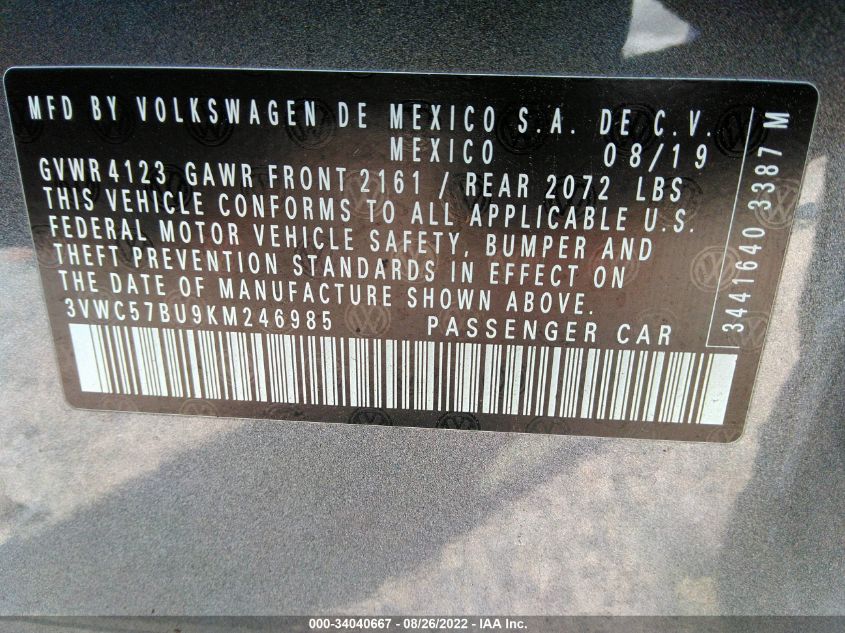 MFD BY VOLKSWAGEN DE MEXICO S.A. DE C.V.
MEXICO 08/19
GVWR 4123 GAWR FRONT 2161 / REAR 2072 LBS
THIS VEHICLE CONFORMS TO ALL APPLICABLE U.S.
FEDERAL MOTOR VEHICLE SAFETY, BUMPER AND
THEFT PREVENTION STANDARDS IN EFFECT ON
THE DATE OF MANUFACTURE SHOWN ABOVE.
3VWC57BU9KM246985 PASSENGER CAR
3441640 3387 M
000-34040667 - 08/26/2022 - IAA Inc.